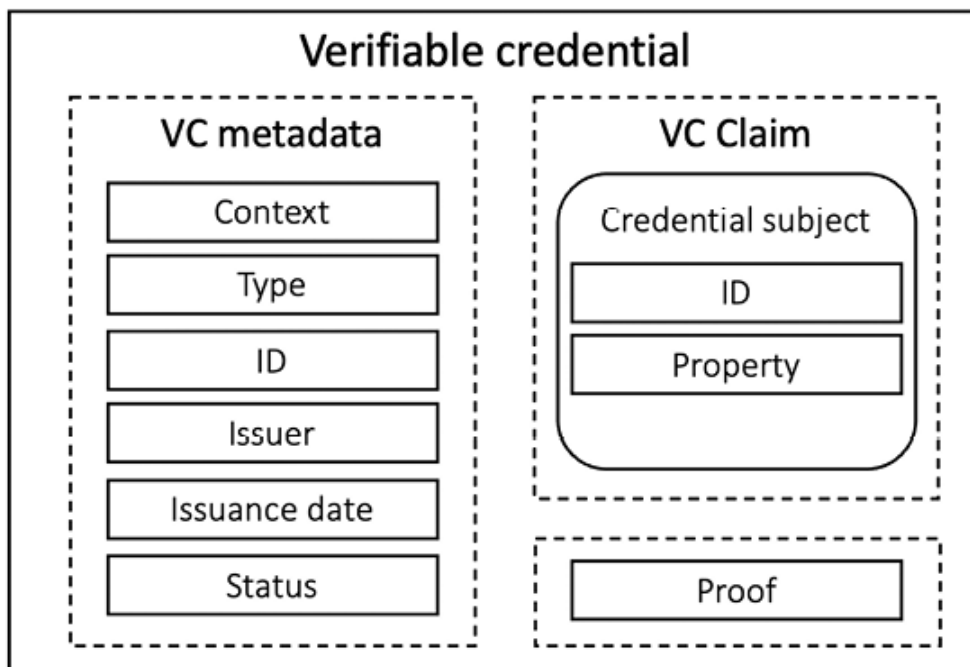 Verifiable credential
VC metadata
Context
Type
ID
Issuer
Issuance date
Status
VC Claim
Credential subject
ID
Property
Proof